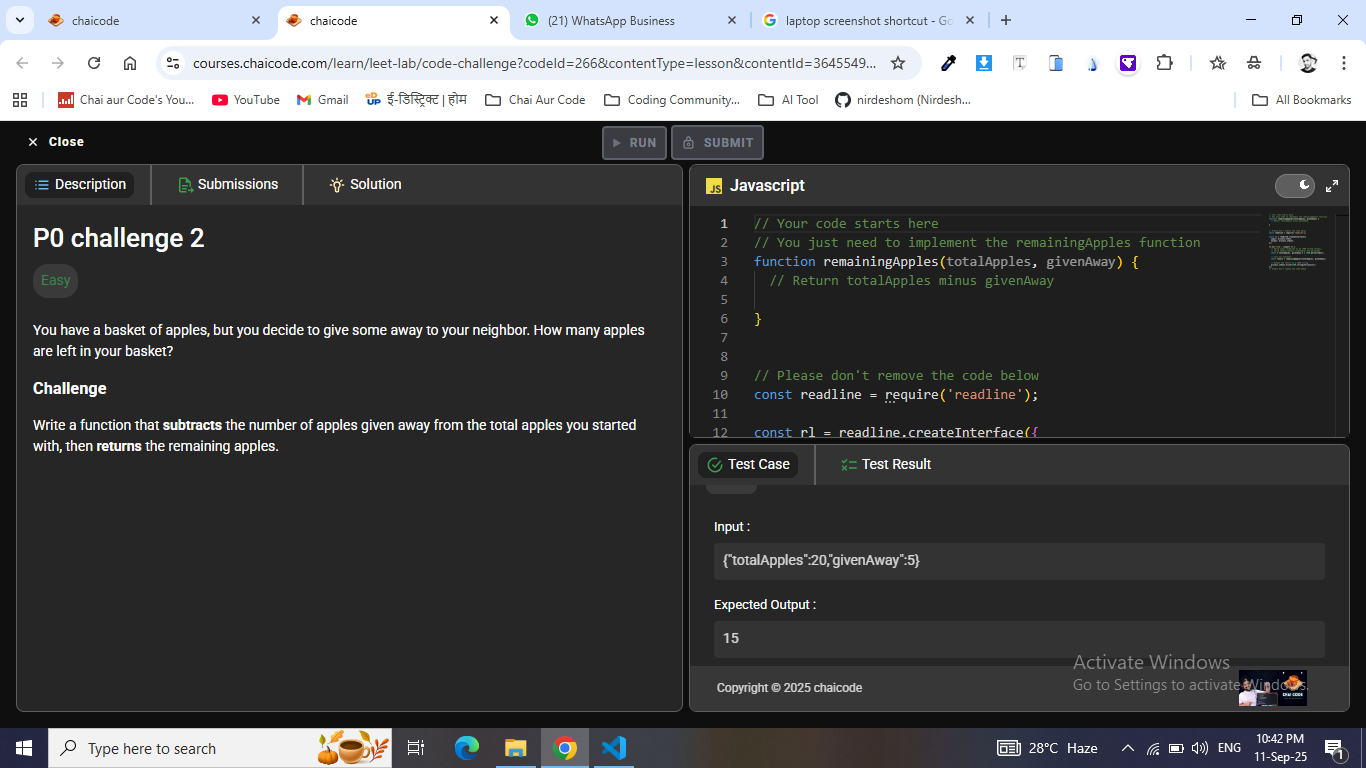 chaicode
chaicode
(21) WhatsApp Business
laptop screenshot shortcut - Go
courses.chaicode.com/learn/leet-lab/code-challenge?codeId=266&contentType=lesson&contentId=3645549...
Chai aur Code's You...
YouTube
Gmail
ई-डिस्ट्रिक्ट | होम
Chai Aur Code
Coding Community...
AI Tool
nirdeshom (Nirdesh...
All Bookmarks
Close
RUN
SUBMIT
Description
Submissions
Solution
P0 challenge 2
Easy
You have a basket of apples, but you decide to give some away to your neighbor. How many apples
are left in your basket?
Challenge
Write a function that subtracts the number of apples given away from the total apples you started
with, then returns the remaining apples.
JS Javascript
1 // Your code starts here
2 // You just need to implement the remainingApples function
3 function remainingApples(totalApples, givenAway) {
4 // Return totalApples minus givenAway
5
6 }
7
8
9 // Please don't remove the code below
10 const readline = require('readline');
11
12 const rl = readline.createInterface({
Test Case
Test Result
Input :
{"totalApples":20,"givenAway":5}
Expected Output :
15
Copyright © 2025 chaicode
Activate Windows
Go to Settings to activate Windows.
Type here to search
28°C Haze
ENG
10:42 PM
11-Sep-25
1